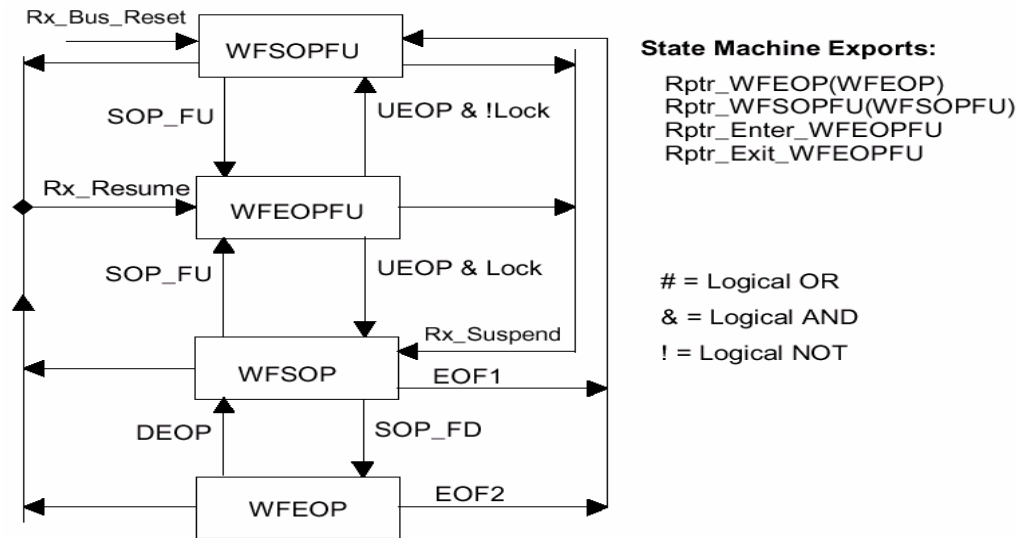 Rx_Bus_Reset
WFSOPFU
SOP_FU
UEOP & !Lock
Rx_Resume
WFEOPFU
SOP_FU
UEOP & Lock
Rx_Suspend
WFSOP
EOF1
DEOP
SOP_FD
WFEOP
EOF2
State Machine Exports:
Rptr_WFEOP(WFEOP)
Rptr_WFSOPFU(WFSOPFU)
Rptr_Enter_WFEOPFU
Rptr_Exit_WFEOPFU
# = Logical OR
& = Logical AND
! = Logical NOT